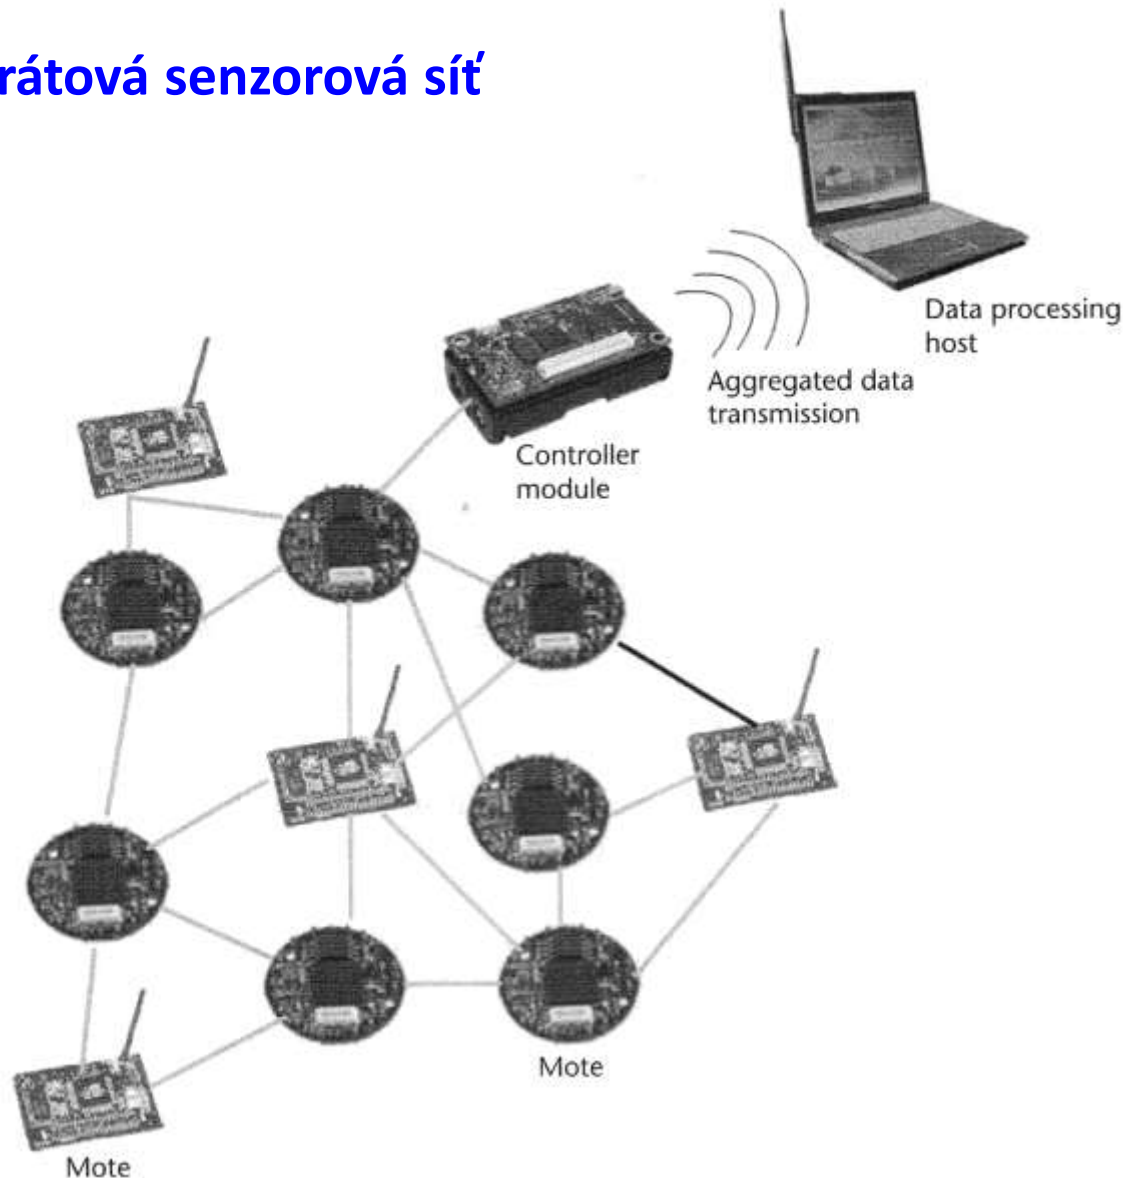 rátová senzorová síť
Data processing
host
Aggregated data
transmission
Controller
module
Mote
Mote